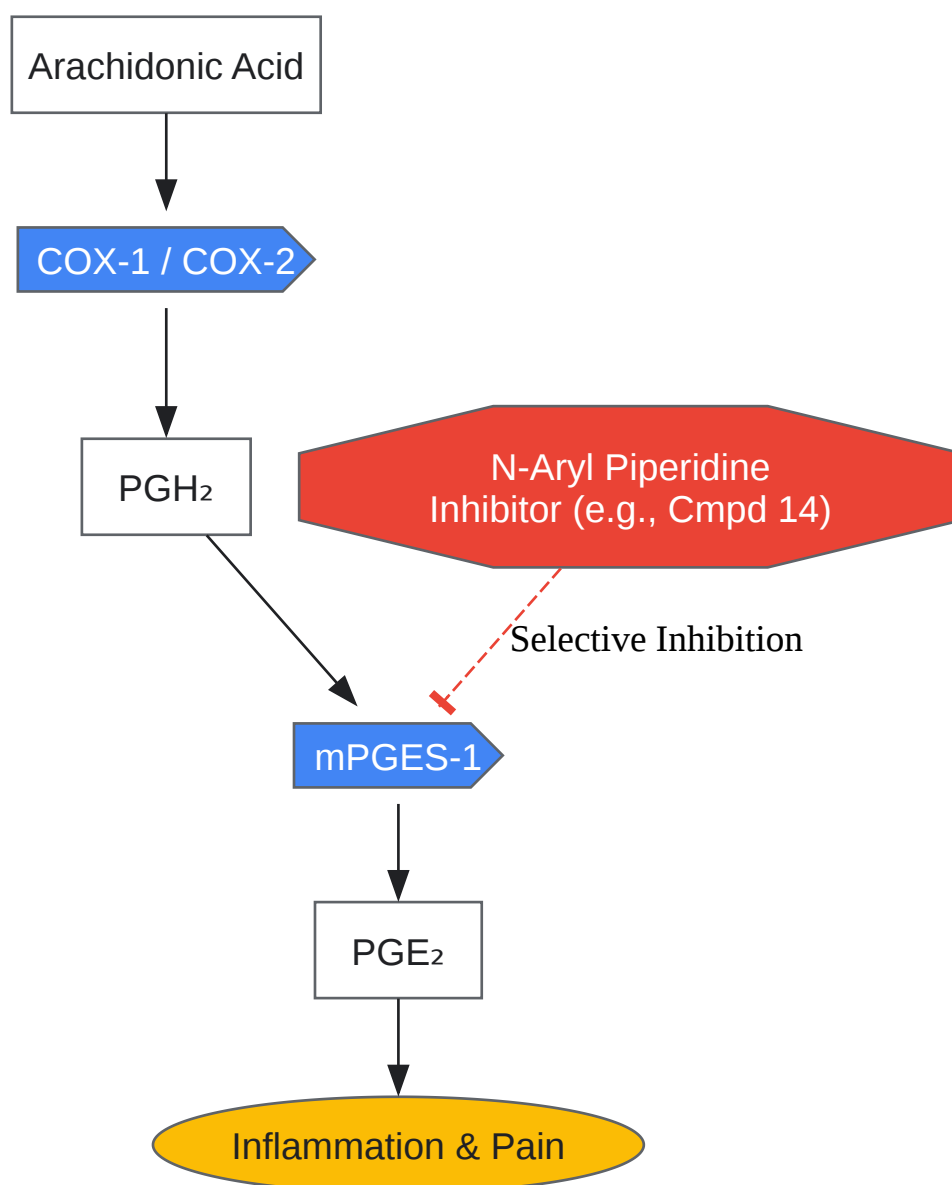 Arachidonic Acid
COX-1 / COX-2
PGH₂
N-Aryl Piperidine
Inhibitor (e.g., Cmpd 14)
Selective Inhibition
mPGES-1
PGE₂
Inflammation & Pain